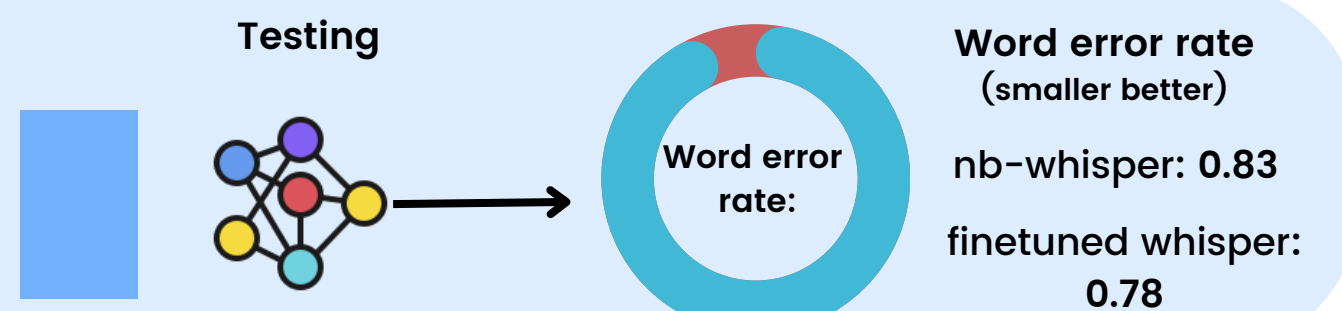 Testing
Word error
rate:
Word error rate
(smaller better)
nb-whisper: 0.83
finetuned whisper:
0.78